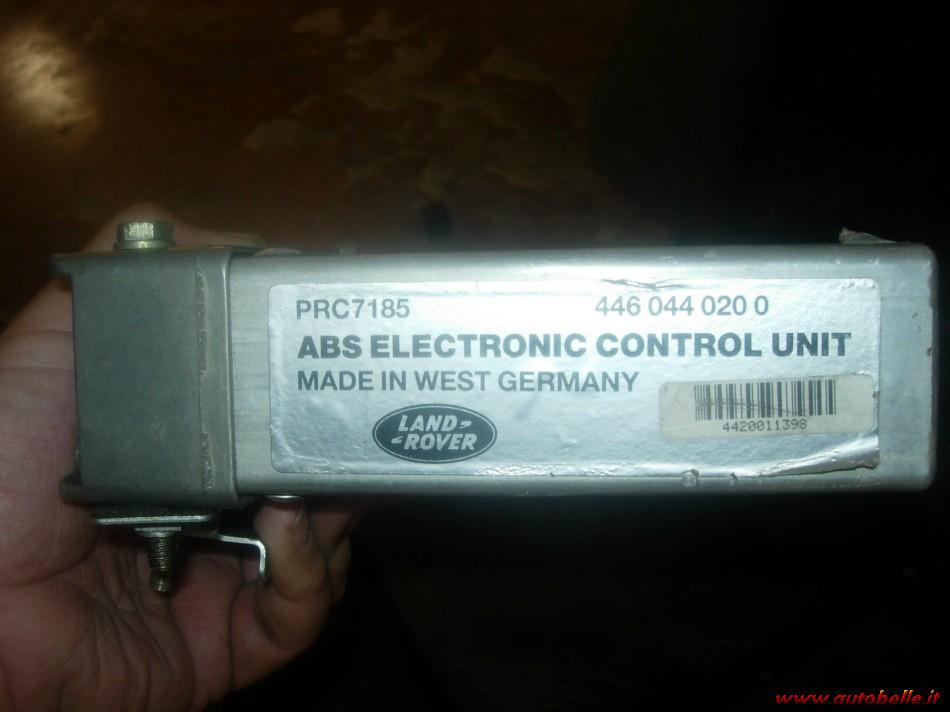 PRC7185 446 044 020 0
ABS ELECTRONIC CONTROL UNIT
MADE IN WEST GERMANY
LAND
ROVER
4420011398
www.autobelle.it